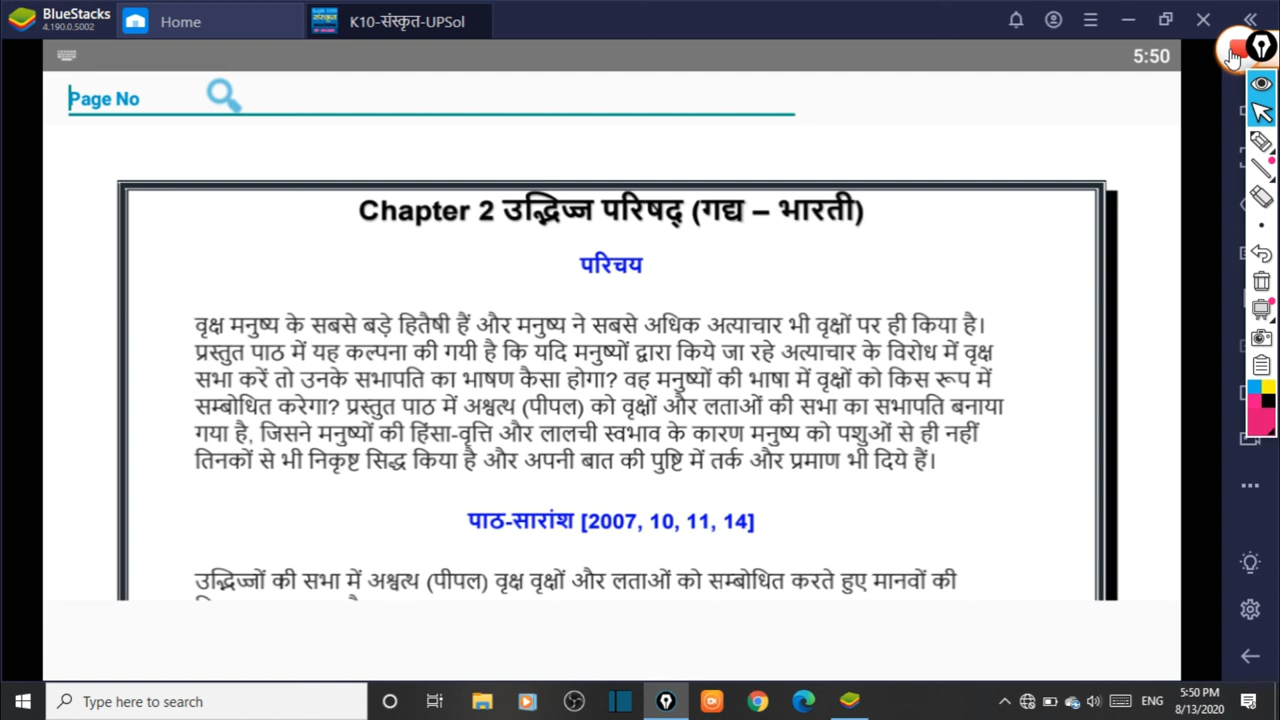 BlueStacks
4.190.0.5002
Home
K10-संस्कृत-UPSol
5:50
Page No
Chapter 2 उद्भिज्ज परिषद् (गद्य – भारती)
परिचय
वृक्ष मनुष्य के सबसे बड़े हितैषी हैं और मनुष्य ने सबसे अधिक अत्याचार भी वृक्षों पर ही किया है।
प्रस्तुत पाठ में यह कल्पना की गयी है कि यदि मनुष्यों द्वारा किये जा रहे अत्याचार के विरोध में वृक्ष
सभा करें तो उनके सभापति का भाषण कैसा होगा? वह मनुष्यों की भाषा में वृक्षों को किस रूप में
सम्बोधित करेगा? प्रस्तुत पाठ में अश्वत्थ (पीपल) को वृक्षों और लताओं की सभा का सभापति बनाया
गया है, जिसने मनुष्यों की हिंसा-वृत्ति और लालची स्वभाव के कारण मनुष्य को पशुओं से ही नहीं
तिनकों से भी निकृष्ट सिद्ध किया है और अपनी बात की पुष्टि में तर्क और प्रमाण भी दिये हैं।
पाठ-सारांश [2007, 10, 11, 14]
उद्भिज्जों की सभा में अश्वत्थ (पीपल) वृक्ष वृक्षों और लताओं को सम्बोधित करते हुए मानवों की
Type here to search
ENG
5:50 PM
8/13/2020